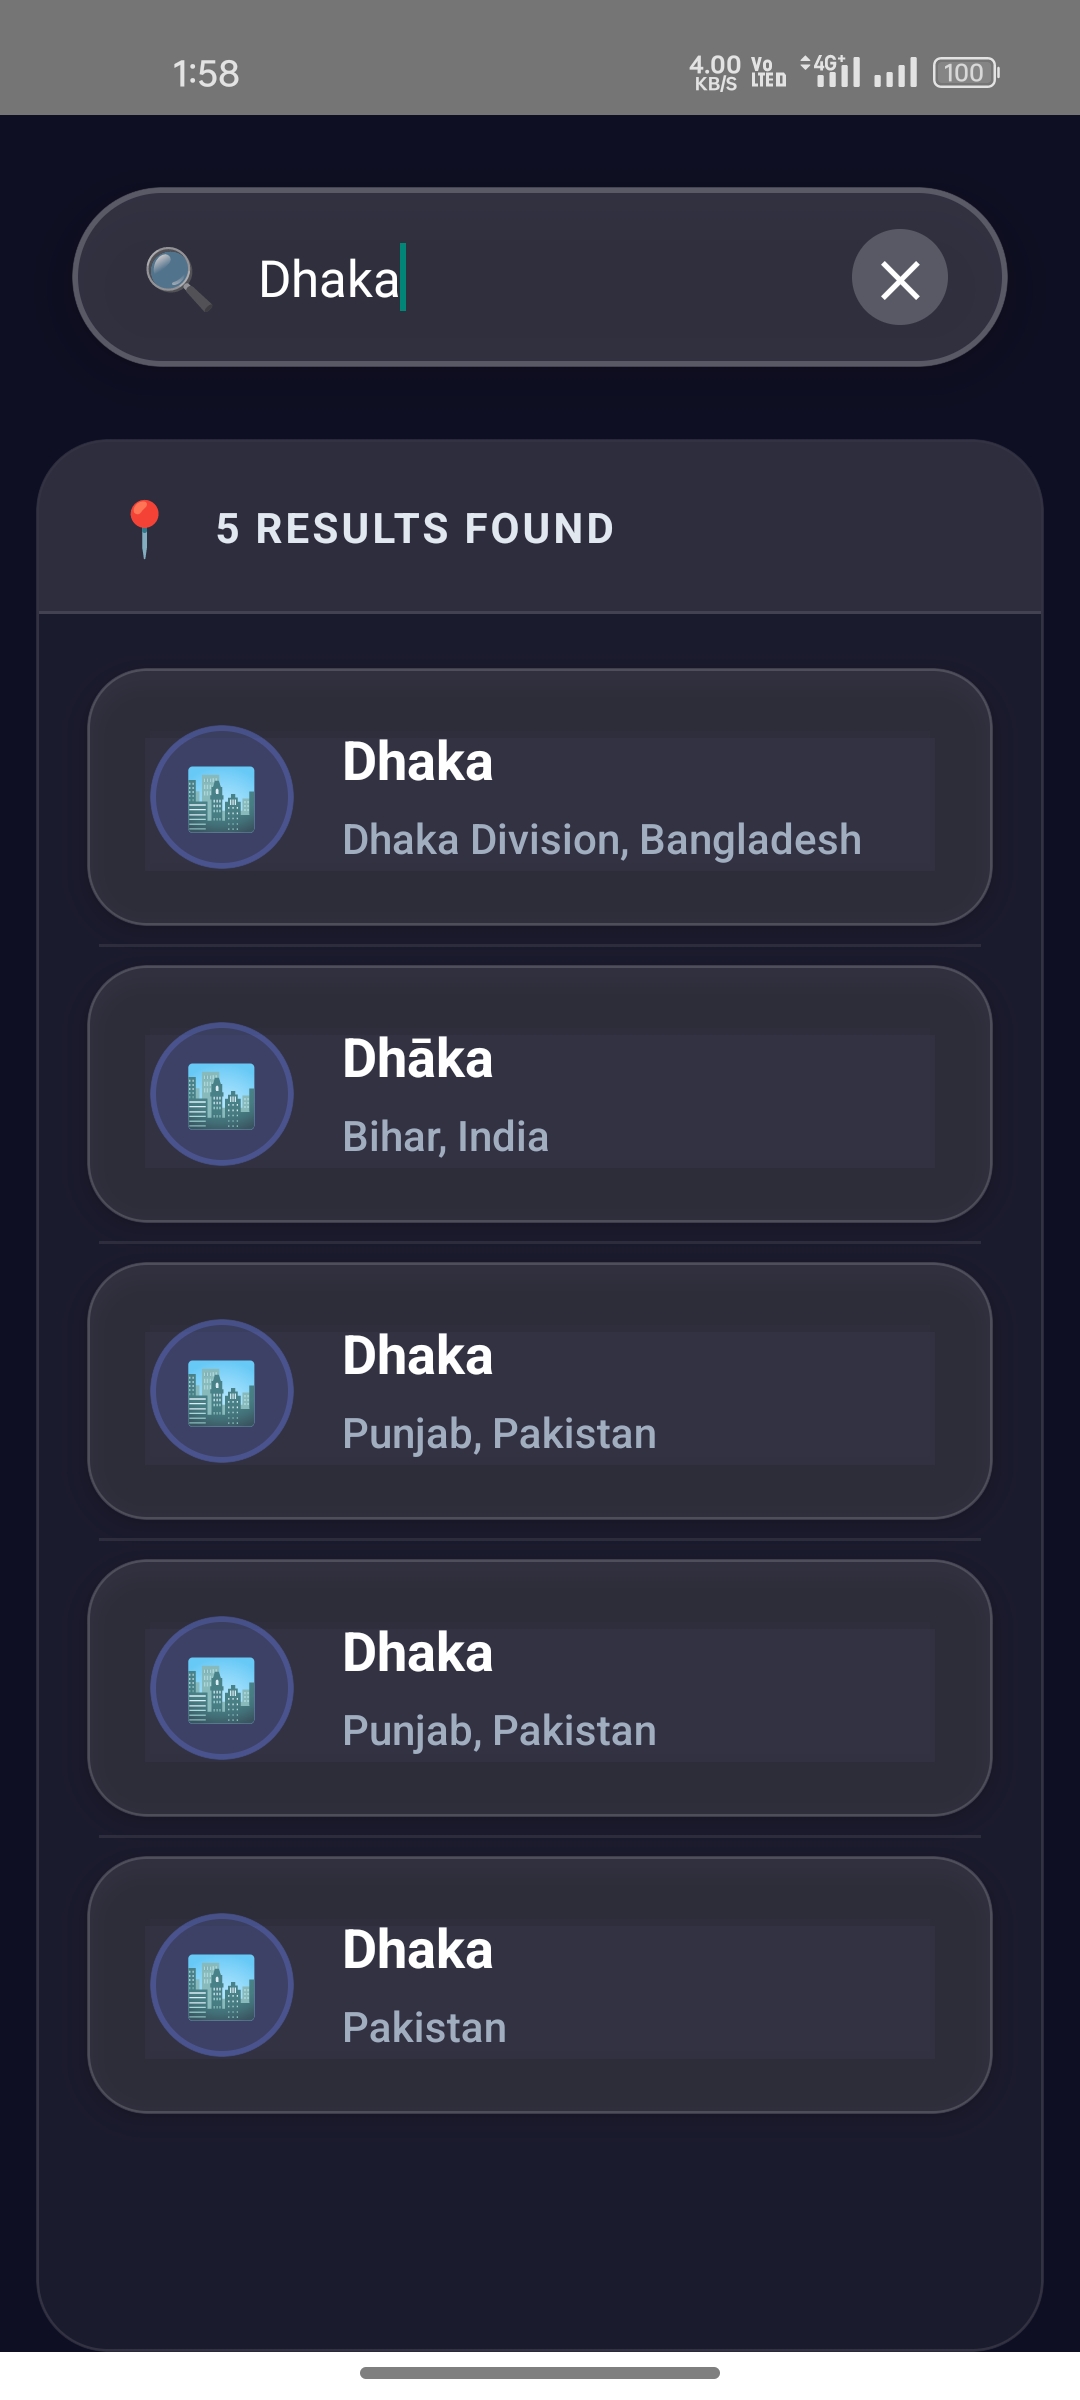 1:58
4.00 KB/S Vo LTED 4G+ 100
Dhaka
5 RESULTS FOUND
Dhaka
Dhaka Division, Bangladesh
Dhāka
Bihar, India
Dhaka
Punjab, Pakistan
Dhaka
Punjab, Pakistan
Dhaka
Pakistan